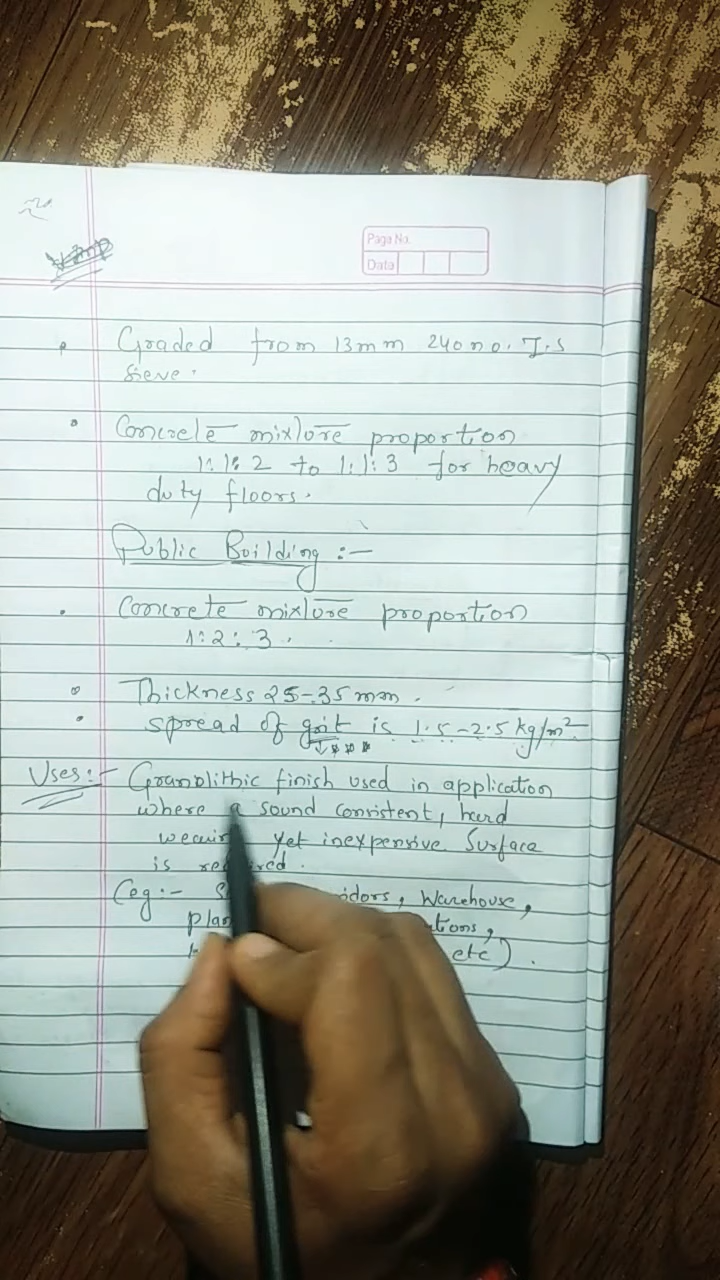 Page No.
Date
Graded from 13mm 240 no. I.S
sieve.
Concrete mixture proportion
1:1:2 to 1:1:3 for heavy
duty floors.
Public Building :-
Concrete mixture proportion
1:2:3.
Thickness 25-35 mm.
spread of grit is 1.5-2.5 kg/m²
Uses:- Granolithic finish used in application
where a sound consistent, hard
yet inexpensive Surface
is required.
(eg:- Warehouse,
etc).